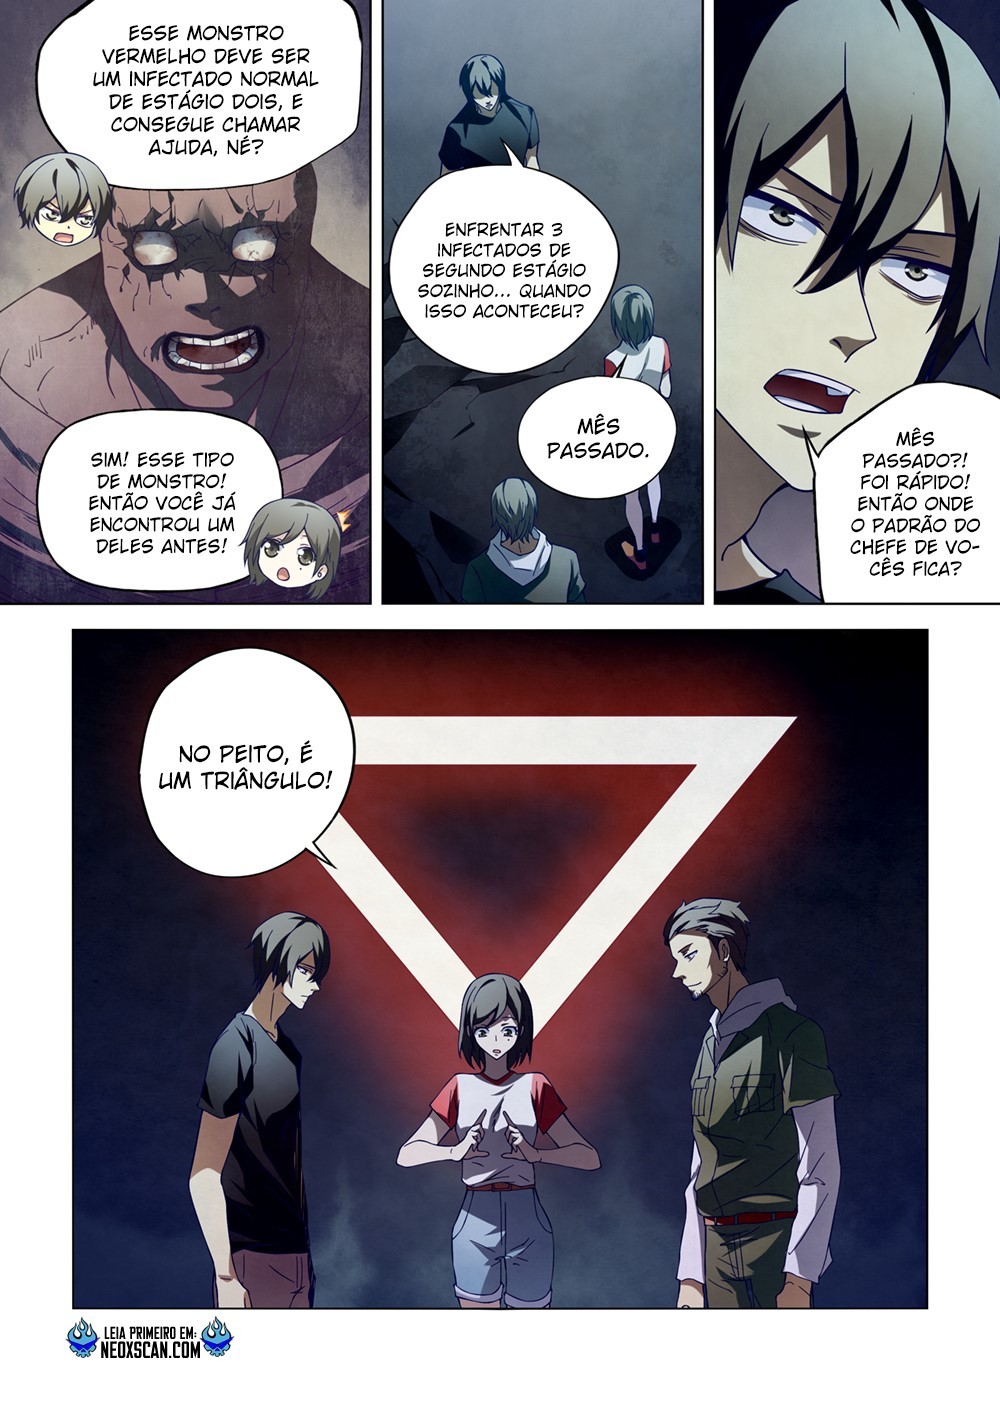 ESSE MONSTRO
VERMELHO DEVE SER
UM INFECTADO NORMAL
DE ESTÁGIO DOIS, E
CONSEGUE CHAMAR
AJUDA, NÉ?
SIM! ESSE TIPO
DE MONSTRO!
ENTÃO VOCÊ JÁ
ENCONTROU UM
DELES ANTES!
ENFRENTAR 3
INFECTADOS DE
SEGUNDO ESTÁGIO
SOZINHO... QUANDO
ISSO ACONTECEU?
MÊS
PASSADO.
MÊS
PASSADO?!
FOI RÁPIDO!
ENTÃO ONDE
O PADRÃO DO
CHEFE DE VO-
CÊS FICA?
NO PEITO, É
UM TRIÂNGULO!
LEIA PRIMEIRO EM:
NEOXSCAN.COM